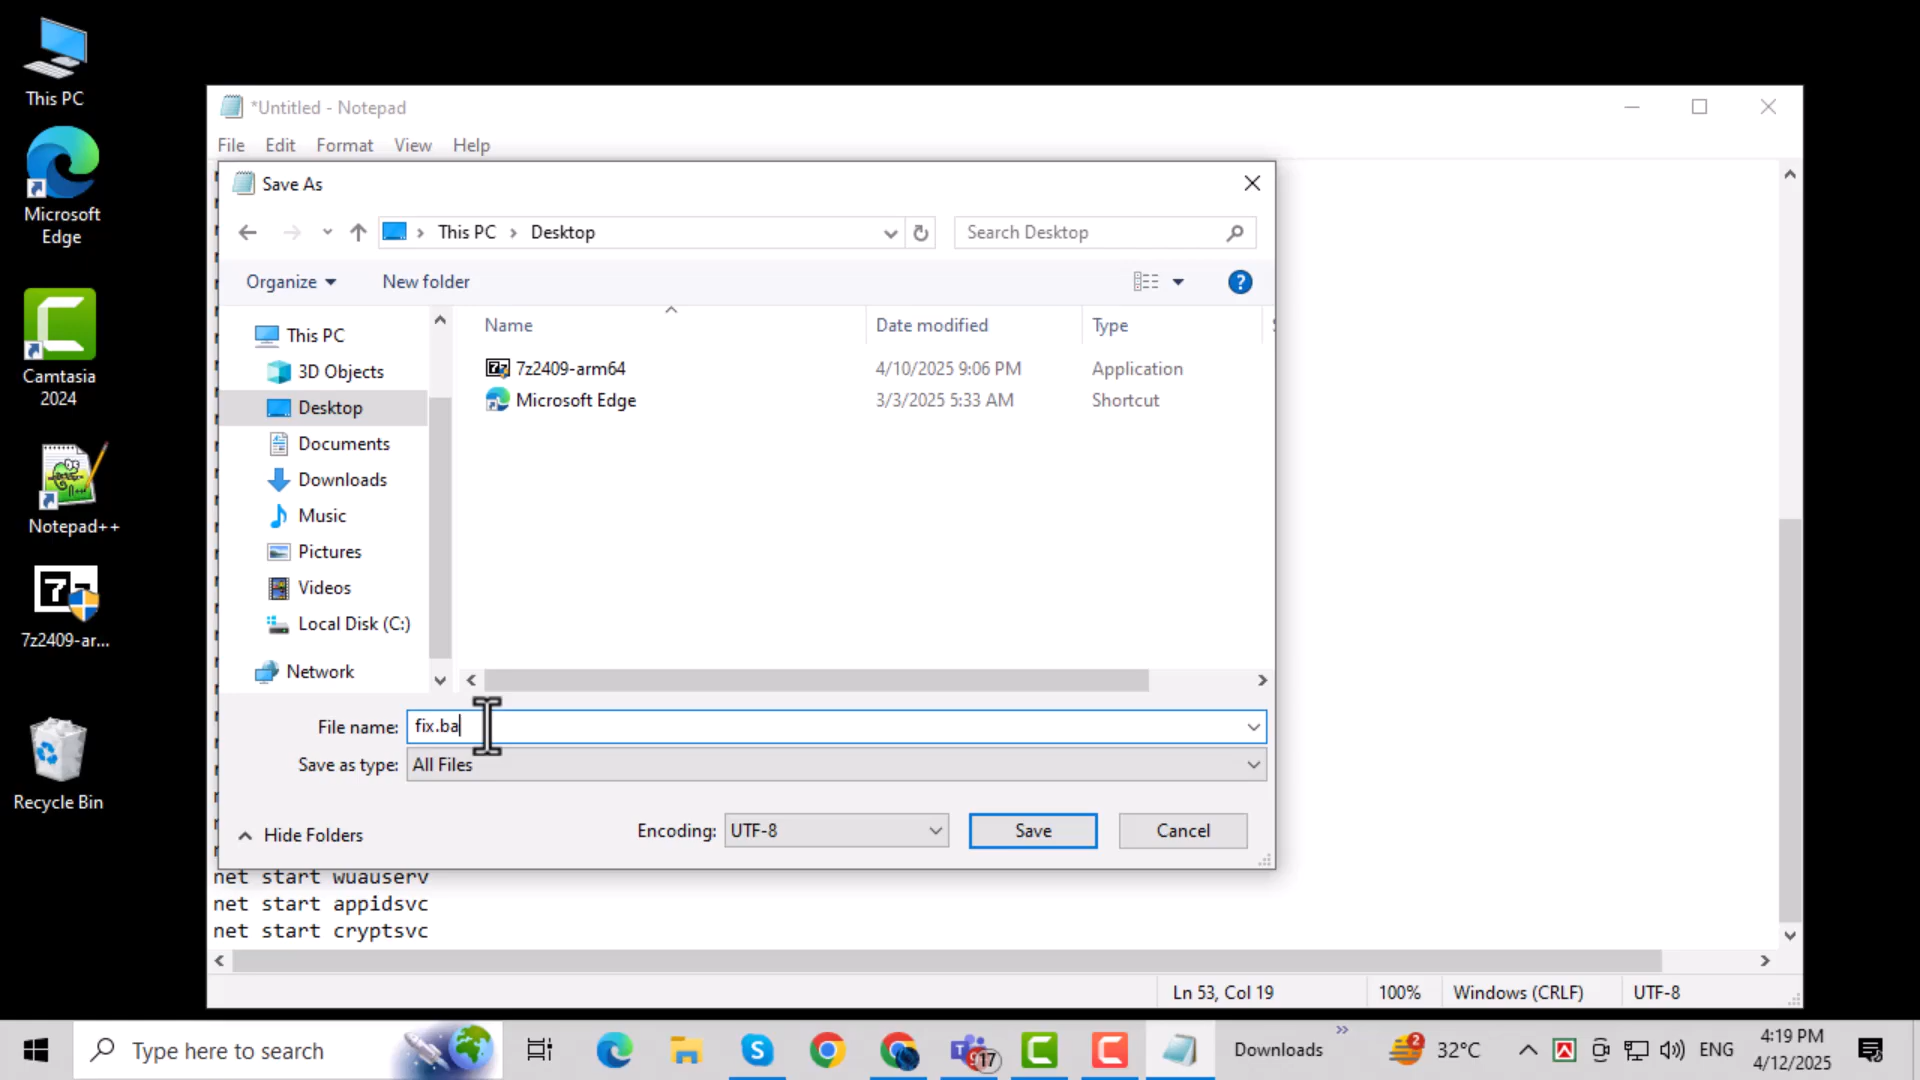 This PC
Microsoft
Edge
Camtasia
2024
Notepad++
7z2409-ar...
Recycle Bin
*Untitled - Notepad
File Edit Format View Help
Save As
This PC > Desktop
Search Desktop
Organize
New folder
This PC
3D Objects
Desktop
Documents
Downloads
Music
Pictures
Videos
Local Disk (C:)
Network
Name Date modified Type
7z2409-arm64 4/10/2025 9:06 PM Application
Microsoft Edge 3/3/2025 5:33 AM Shortcut
File name: fix.ba
Save as type: All Files
Hide Folders
Encoding: UTF-8
Save
Cancel
net start wuauserv
net start appidsvc
net start cryptsvc
Ln 53, Col 19 100% Windows (CRLF) UTF-8
Type here to search
17
Downloads
2
32°C
ENG
4:19 PM
4/12/2025